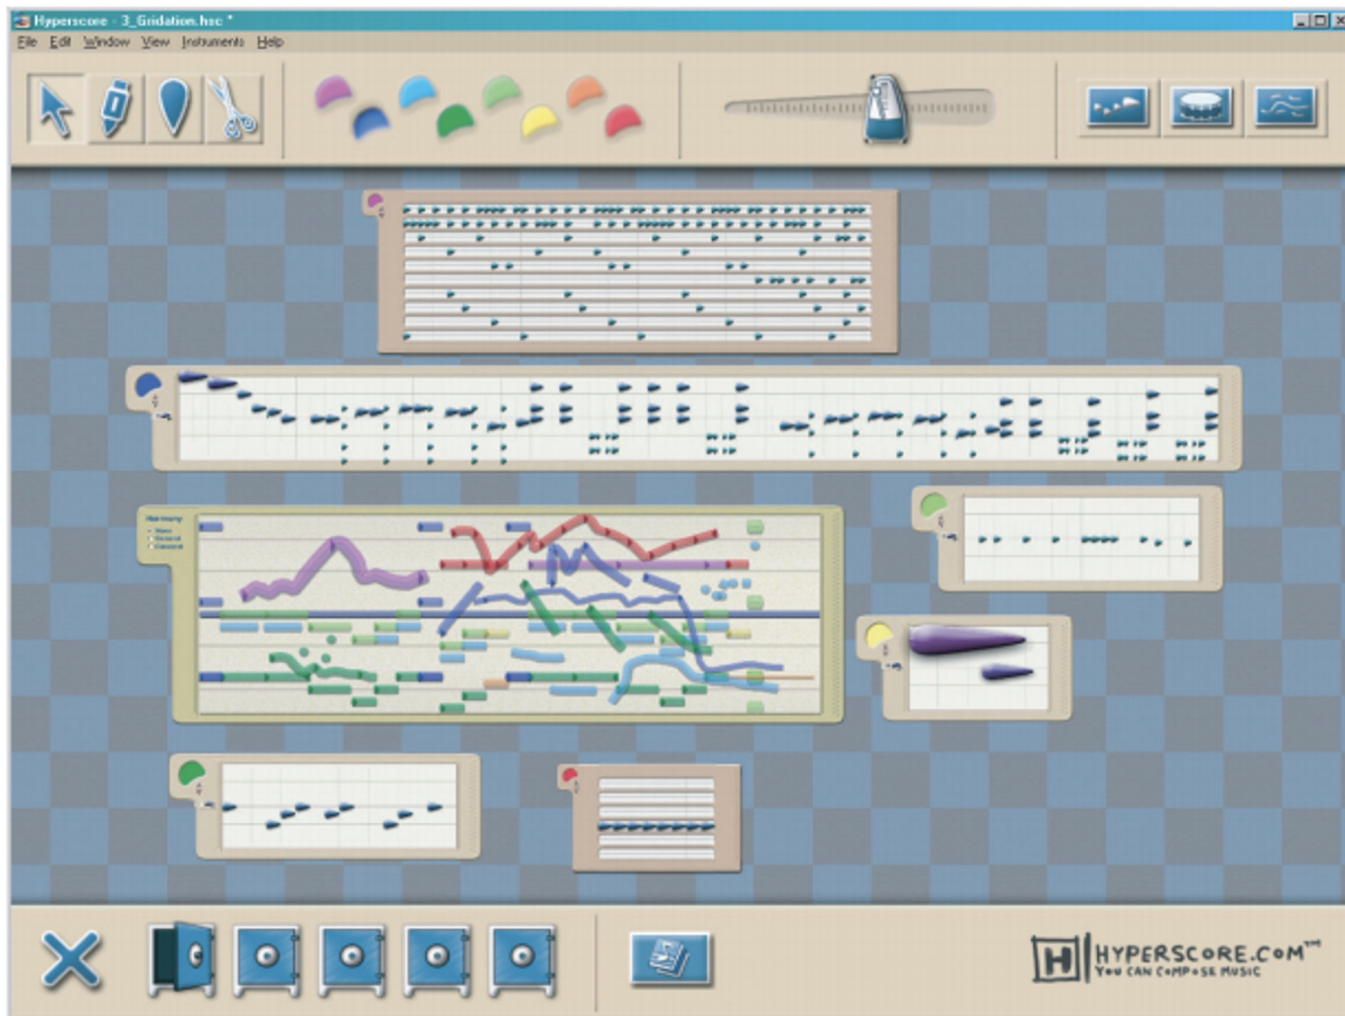 Hyperscore - 3_Gridation.hsc *
File Edit Window View Instruments Help
Harmony
HYPERSCORE.COM™
YOU CAN COMPOSE MUSIC